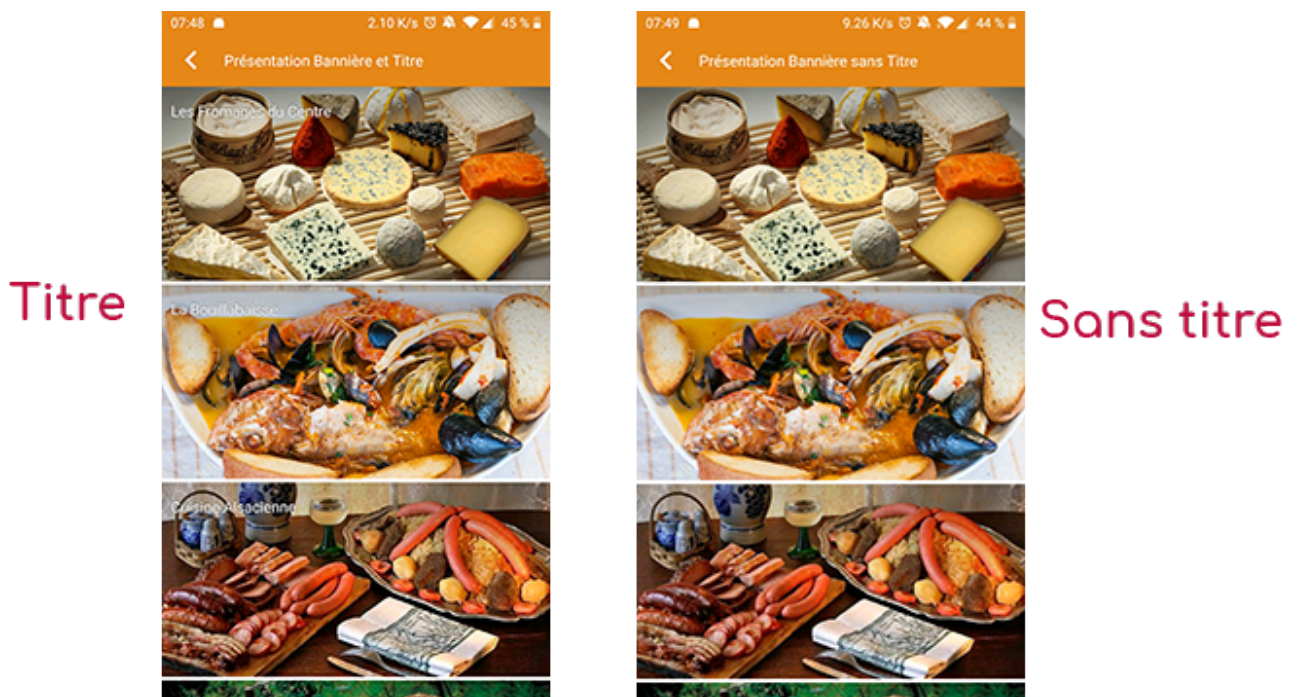 07:48 2.10 K/s 45 %
Présentation Bannière et Titre
Les Fromages du Centre
La Bouillabaisse
Cuisine Alsacienne
Titre
07:49 9.26 K/s 44 %
Présentation Bannière sans Titre
Sans titre